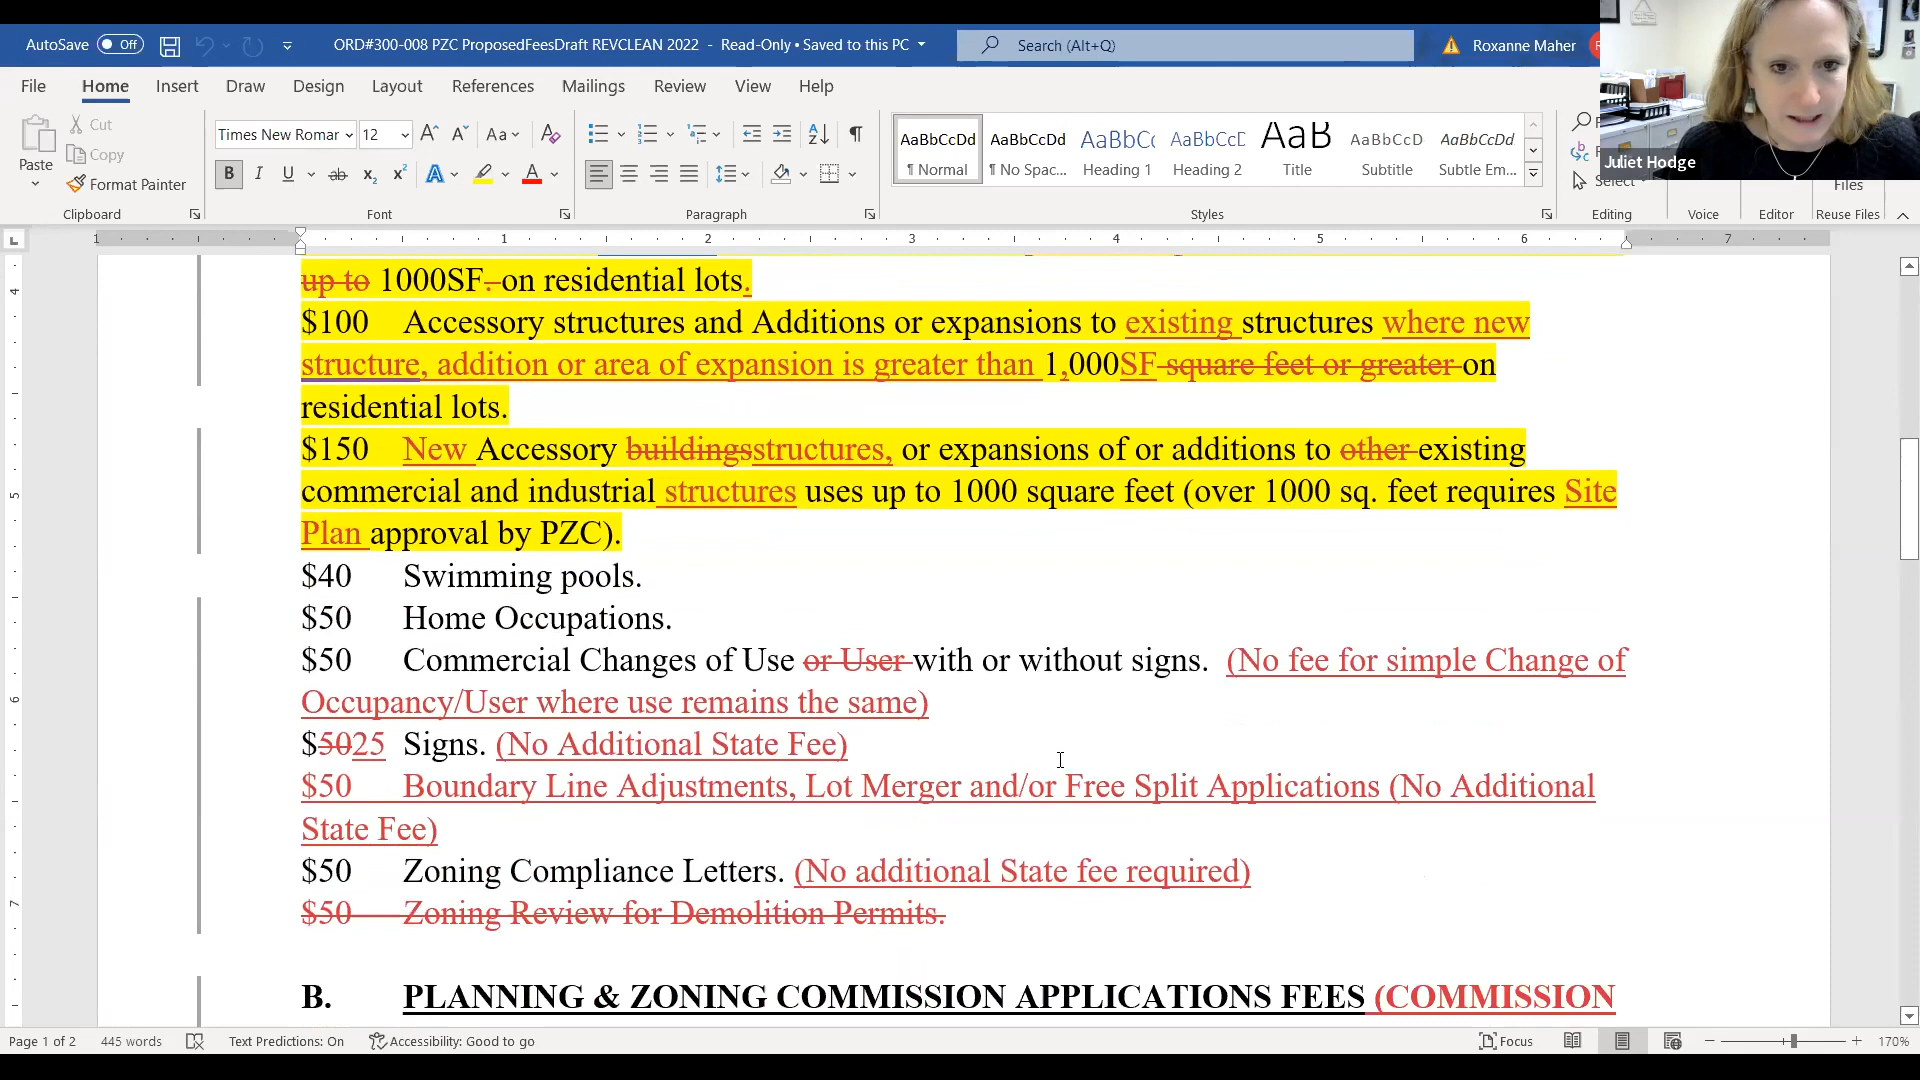 AutoSave Off ORD#300-008 PZC ProposedFeesDraft REVCLEAN 2022 - Read-Only • Saved to this PC Search (Alt+Q) Roxanne Maher
File Home Insert Draw Design Layout References Mailings Review View Help
Paste Cut Copy Format Painter Clipboard
Times New Romar 12 Font
Paragraph
AaBbCcDd AaBbCcDd AaBbCc AaBbCcD AaB AaBbCcD AaBbCcDd
¶ Normal ¶ No Spac... Heading 1 Heading 2 Title Subtitle Subtle Em...
Styles
Select Editing Voice Editor Files Reuse Files
Juliet Hodge
1 1 2 3 4 5 6 7
up to 1000SF. on residential lots.
$100 Accessory structures and Additions or expansions to existing structures where new
structure, addition or area of expansion is greater than 1,000SF square feet or greater on
residential lots.
$150 New Accessory buildingsstructures, or expansions of or additions to other existing
commercial and industrial structures uses up to 1000 square feet (over 1000 sq. feet requires Site
Plan approval by PZC).
$40 Swimming pools.
$50 Home Occupations.
$50 Commercial Changes of Use or User with or without signs. (No fee for simple Change of
Occupancy/User where use remains the same)
$5025 Signs. (No Additional State Fee)
$50 Boundary Line Adjustments, Lot Merger and/or Free Split Applications (No Additional
State Fee)
$50 Zoning Compliance Letters. (No additional State fee required)
$50 Zoning Review for Demolition Permits.
B. PLANNING & ZONING COMMISSION APPLICATIONS FEES (COMMISSION
Page 1 of 2 445 words Text Predictions: On Accessibility: Good to go Focus 170%